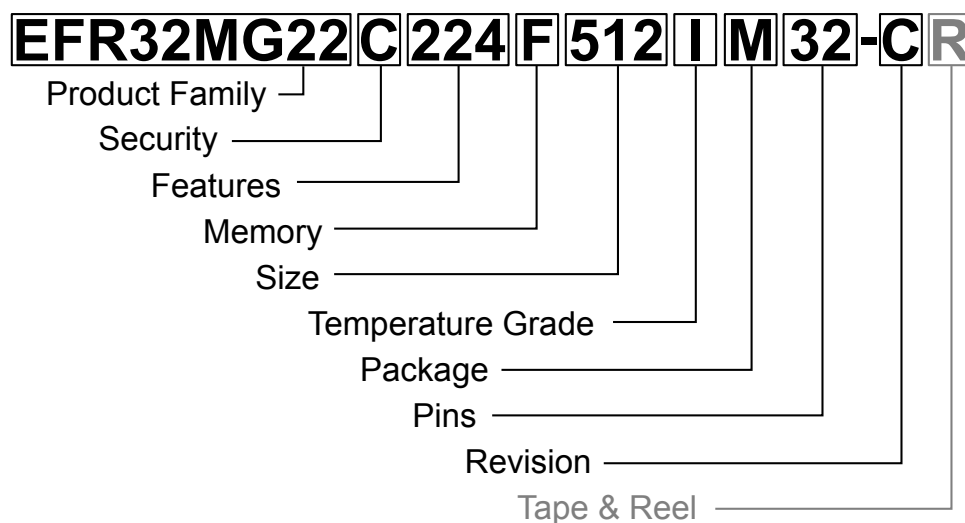 EFR32MG22C224F512IM32-CR
Product Family
Security
Features
Memory
Size
Temperature Grade
Package
Pins
Revision
Tape & Reel